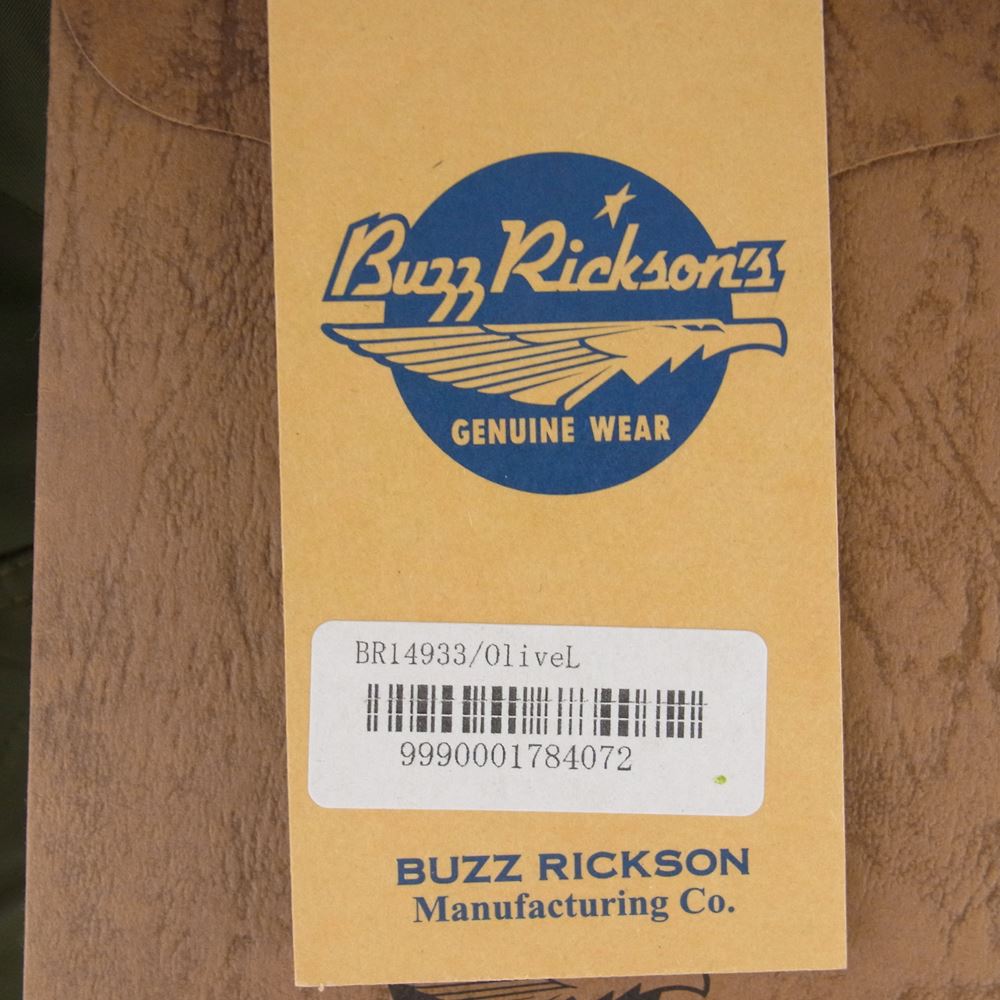 Buzz Rickson's
GENUINE WEAR
BR14933/OliveL
9990001784072
BUZZ RICKSON
Manufacturing Co.